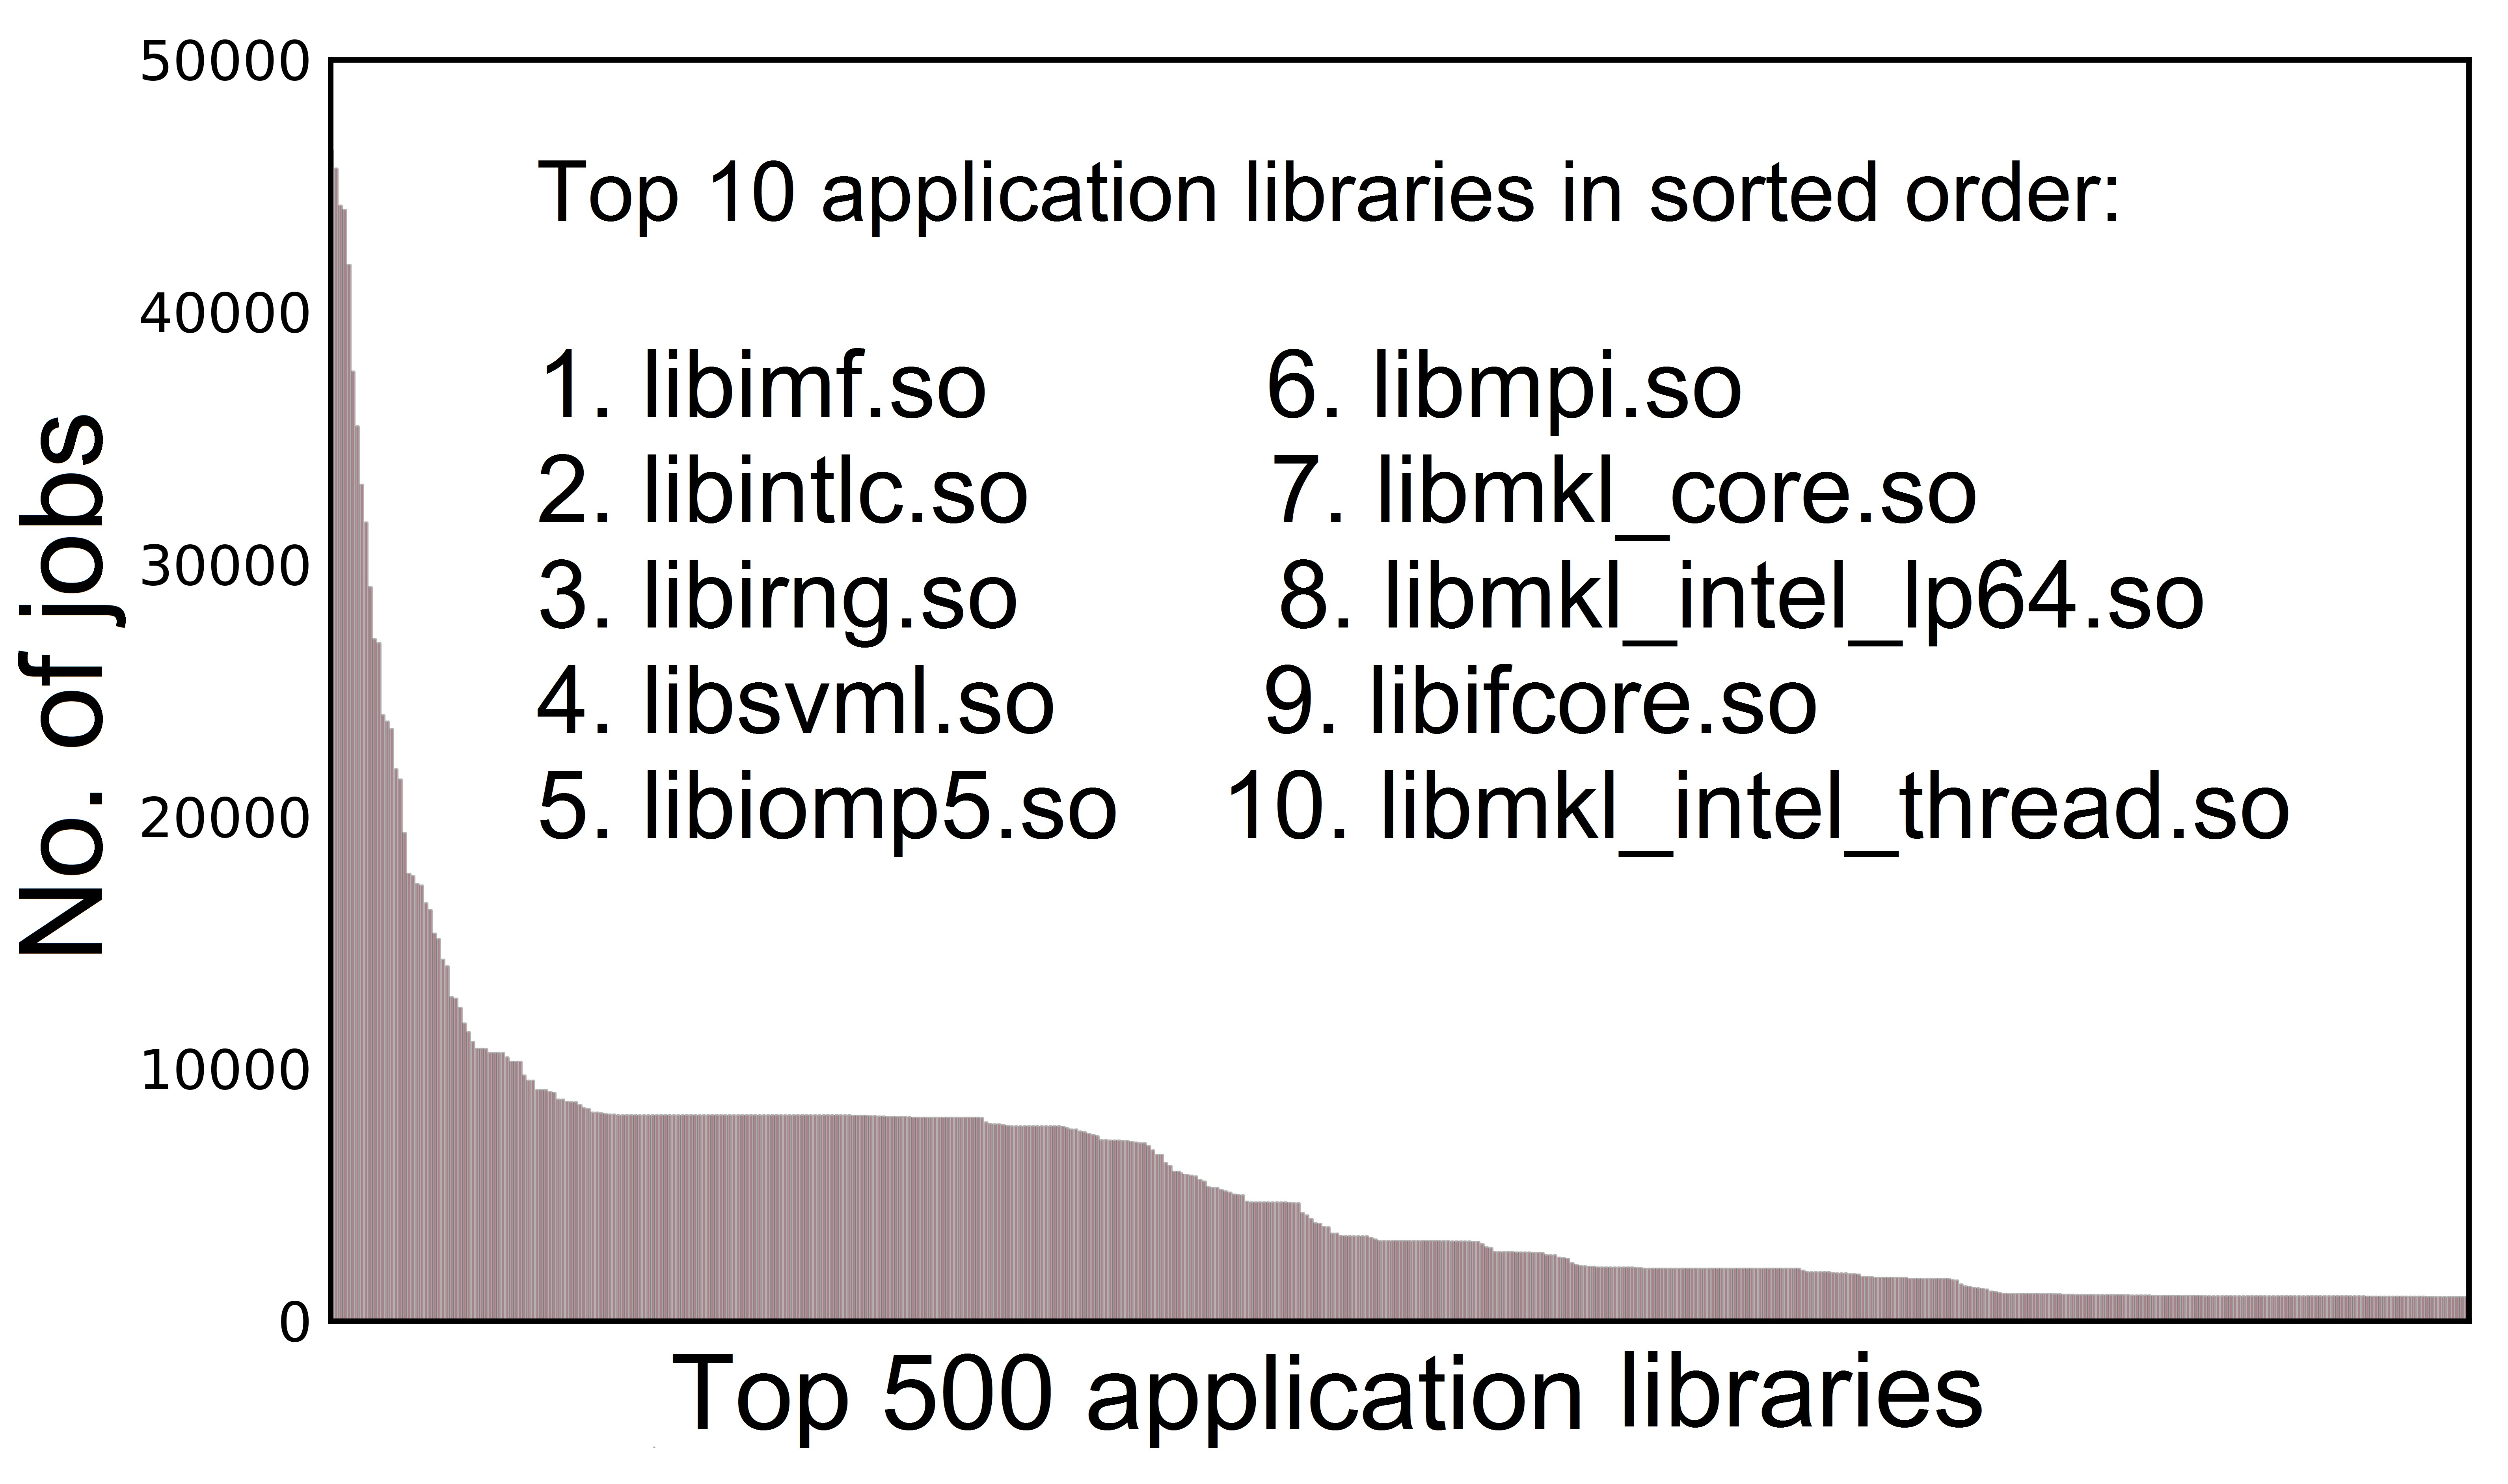 50000
40000
30000
20000
10000
0
No. of jobs
Top 10 application libraries in sorted order:
1. libimf.so
2. libintlc.so
3. libirng.so
4. libsvml.so
5. libiomp5.so
6. libmpi.so
7. libmkl_core.so
8. libmkl_intel_lp64.so
9. libifcore.so
10. libmkl_intel_thread.so
Top 500 application libraries